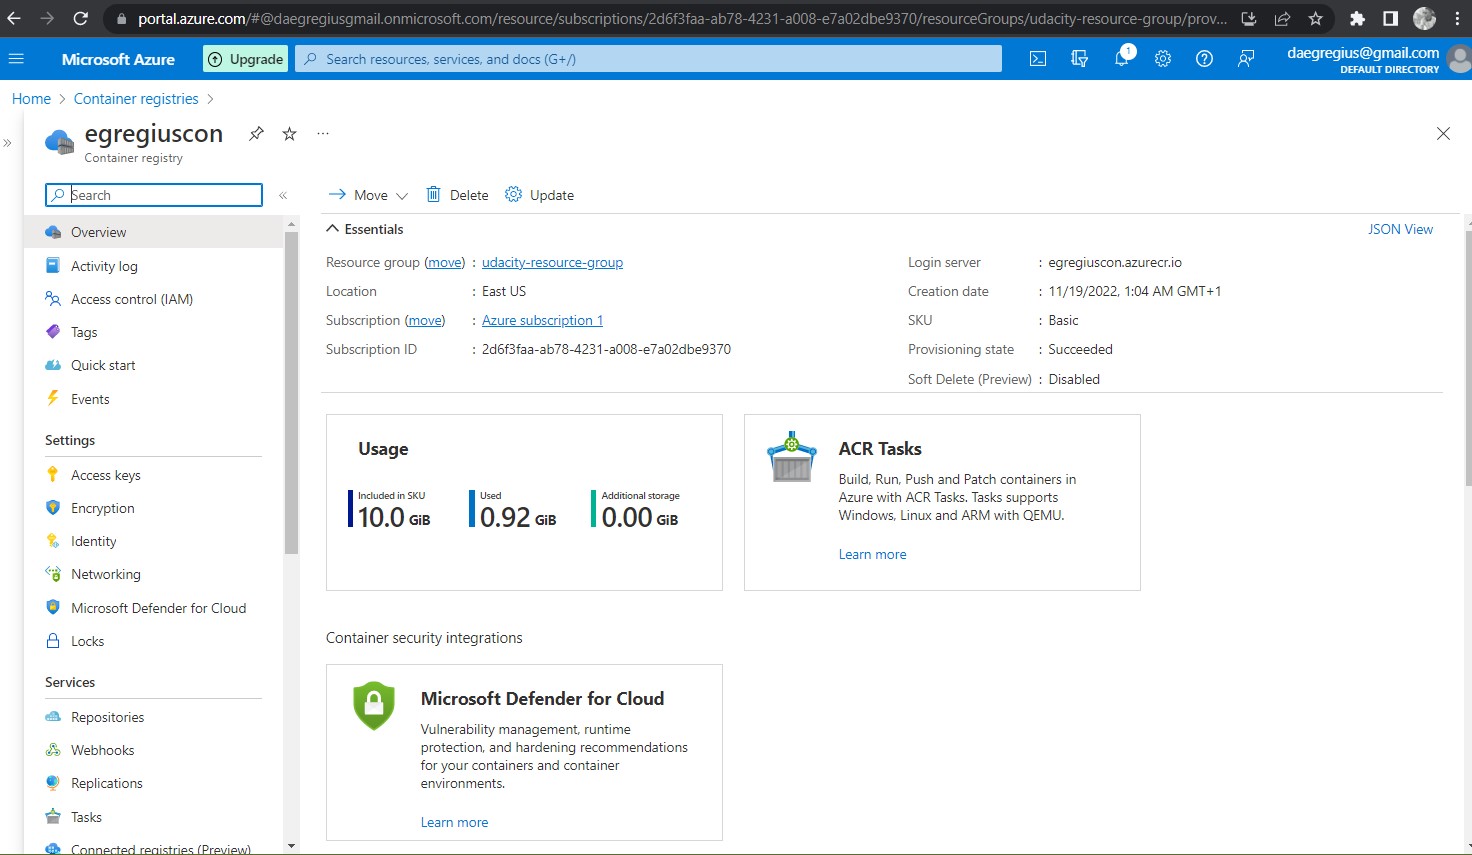 portal.azure.com/#@daegregiusgmail.onmicrosoft.com/resource/subscriptions/2d6f3faa-ab78-4231-a008-e7a02dbe9370/resourceGroups/udacity-resource-group/prov...
Microsoft Azure
Upgrade
Search resources, services, and docs (G+/)
1
daegregius@gmail.com
DEFAULT DIRECTORY
Home > Container registries >
egregiuscon
Container registry
Search
Overview
Activity log
Access control (IAM)
Tags
Quick start
Events
Settings
Access keys
Encryption
Identity
Networking
Microsoft Defender for Cloud
Locks
Services
Repositories
Webhooks
Replications
Tasks
Connected registries (Preview)
Move
Delete
Update
Essentials
JSON View
Resource group (move) : udacity-resource-group
Location : East US
Subscription (move) : Azure subscription 1
Subscription ID : 2d6f3faa-ab78-4231-a008-e7a02dbe9370
Login server : egregiuscon.azurecr.io
Creation date : 11/19/2022, 1:04 AM GMT+1
SKU : Basic
Provisioning state : Succeeded
Soft Delete (Preview) : Disabled
Usage
Included in SKU
10.0 GiB
Used
0.92 GiB
Additional storage
0.00 GiB
ACR Tasks
Build, Run, Push and Patch containers in
Azure with ACR Tasks. Tasks supports
Windows, Linux and ARM with QEMU.
Learn more
Container security integrations
Microsoft Defender for Cloud
Vulnerability management, runtime
protection, and hardening recommendations
for your containers and container
environments.
Learn more